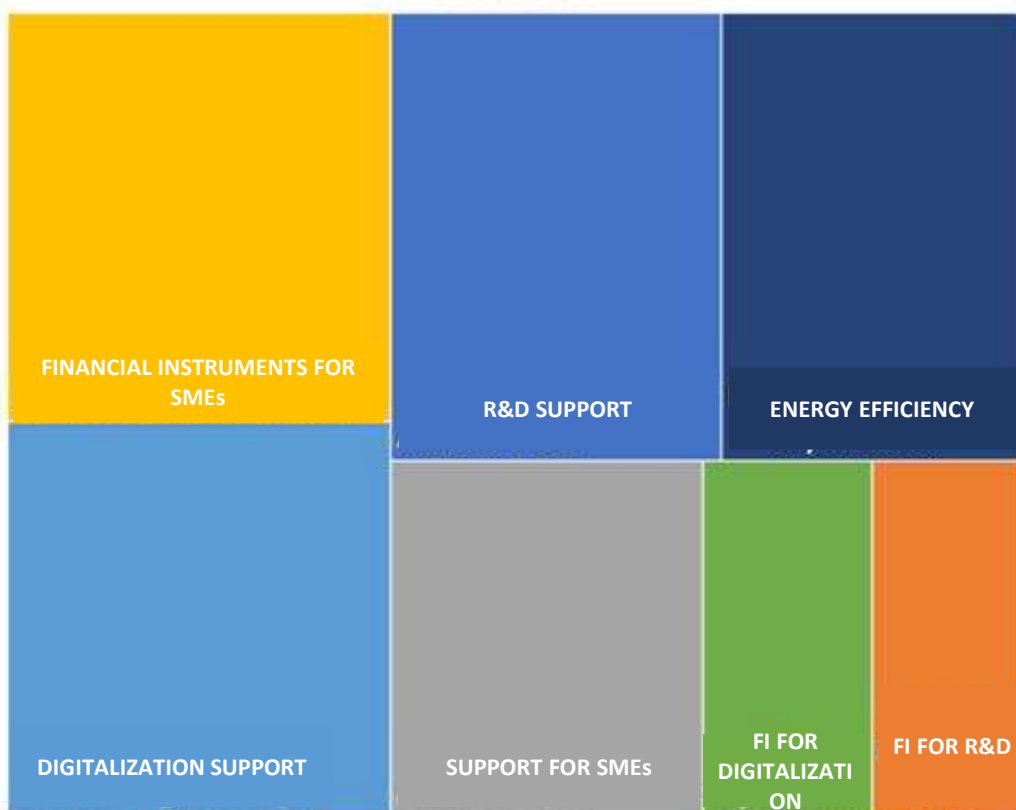 FINANCIAL INSTRUMENTS FOR
SMEs
R&D SUPPORT
ENERGY EFFICIENCY
DIGITALIZATION SUPPORT
SUPPORT FOR SMEs
FI FOR
DIGITALIZATI
ON
FI FOR R&D